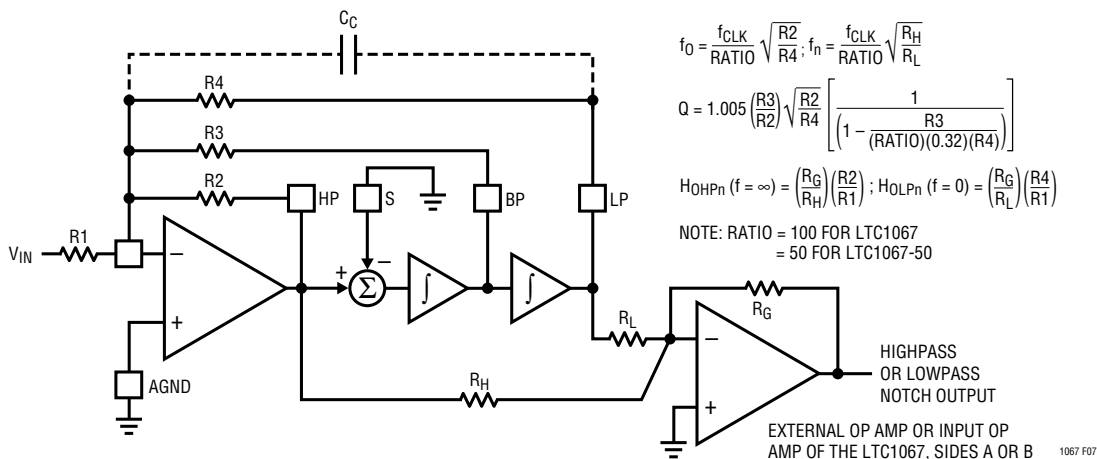 C_C
R4
R3
R2
HP
S
BP
LP
V_IN
R1
−
+
AGND
+
−
Σ
∫
∫
R_L
R_H
R_G
−
+
HIGHPASS
OR LOWPASS
NOTCH OUTPUT
EXTERNAL OP AMP OR INPUT OP
AMP OF THE LTC1067, SIDES A OR B
f_O = f_CLK/RATIO √(R2/R4); f_n = f_CLK/RATIO √(R_H/R_L)
Q = 1.005 (R3/R2) √(R2/R4) [1/(1 − R3/((RATIO)(0.32)(R4)))]
H_OHPn (f = ∞) = (R_G/R_H)(R2/R1) ; H_OLPn (f = 0) = (R_G/R_L)(R4/R1)
NOTE: RATIO = 100 FOR LTC1067
= 50 FOR LTC1067-50
1067 F07